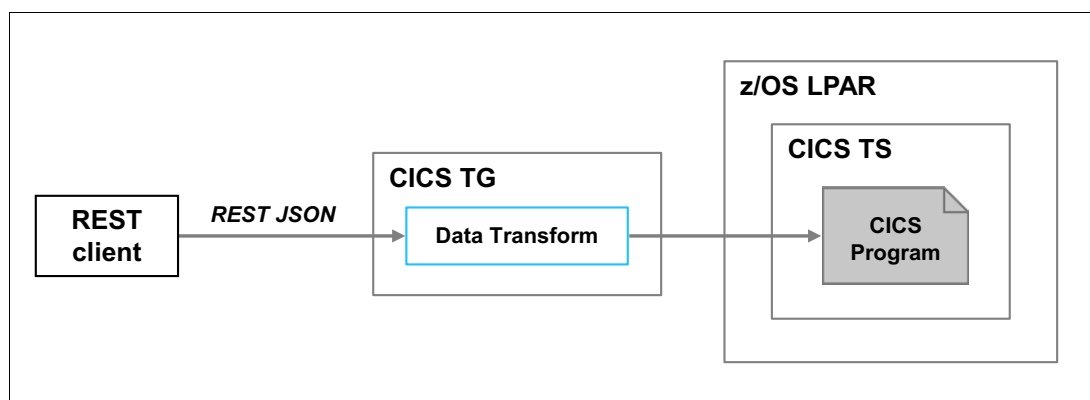 REST
client
REST JSON
CICS TG
Data Transform
z/OS LPAR
CICS TS
CICS
Program